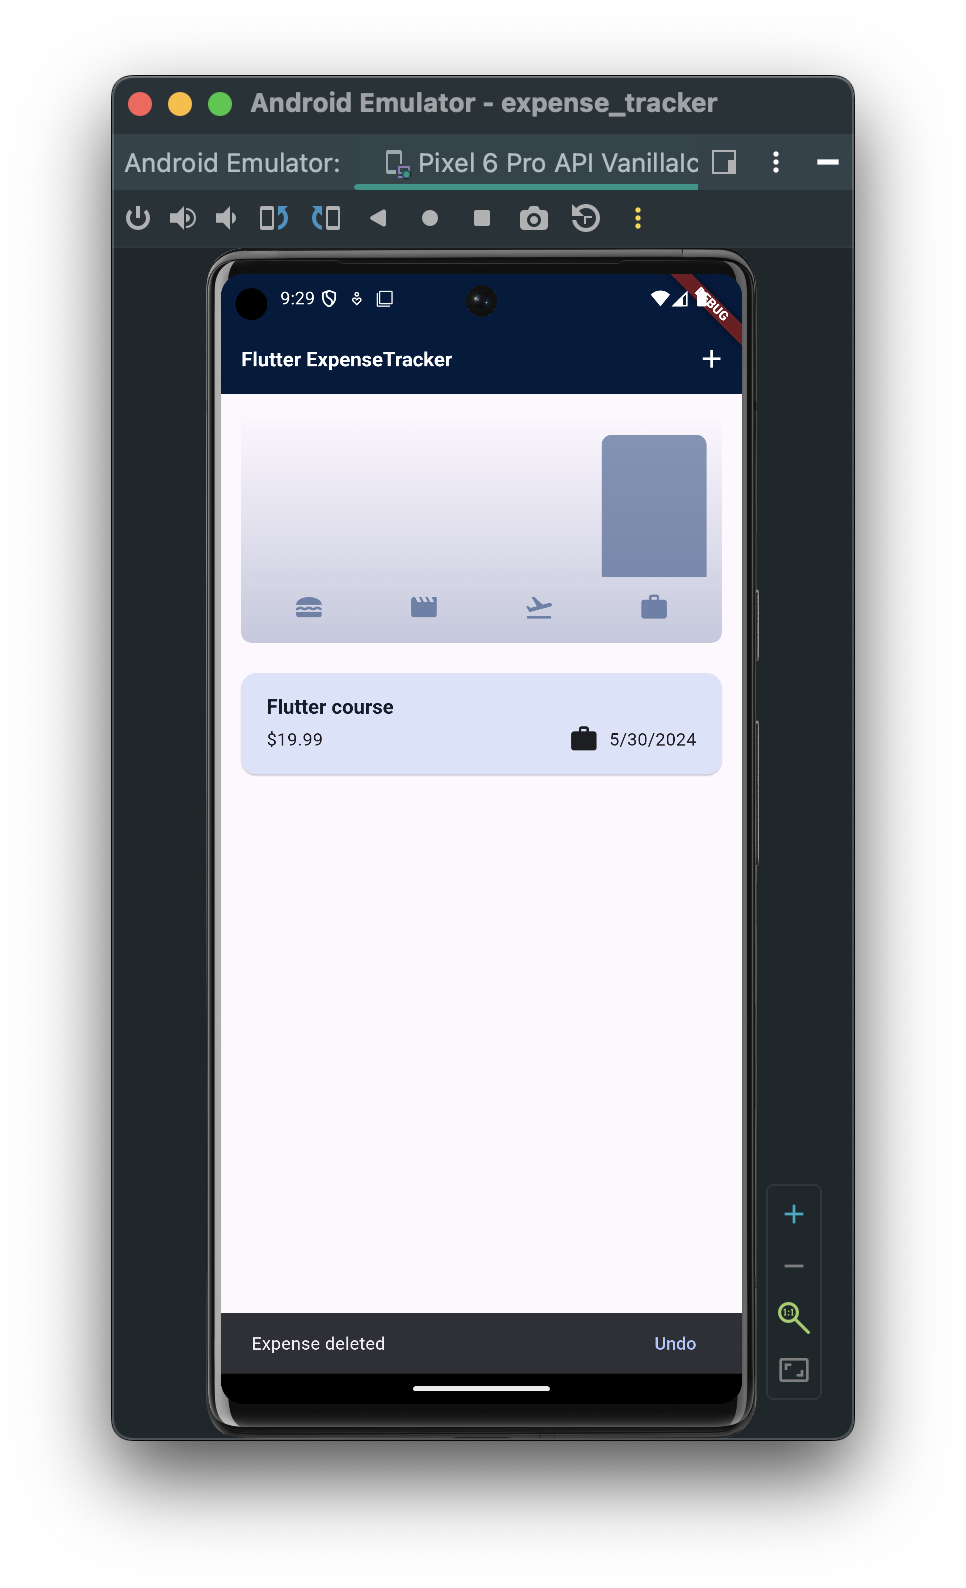 Android Emulator - expense_tracker
Android Emulator:
Pixel 6 Pro API VanillaIc
9:29
DEBUG
Flutter ExpenseTracker
Flutter course
$19.99
5/30/2024
1:1
Expense deleted
Undo